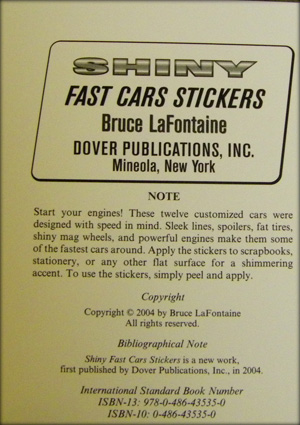 SHINY
FAST CARS STICKERS
Bruce LaFontaine
DOVER PUBLICATIONS, INC.
Mineola, New York
NOTE
Start your engines! These twelve customized cars were
designed with speed in mind. Sleek lines, spoilers, fat tires,
shiny mag wheels, and powerful engines make them some
of the fastest cars around. Apply the stickers to scrapbooks,
stationery, or any other flat surface for a shimmering
accent. To use the stickers, simply peel and apply.
Copyright
Copyright © 2004 by Bruce LaFontaine
All rights reserved.
Bibliographical Note
Shiny Fast Cars Stickers is a new work,
first published by Dover Publications, Inc., in 2004.
International Standard Book Number
ISBN-13: 978-0-486-43535-0
ISBN-10: 0-486-43535-0